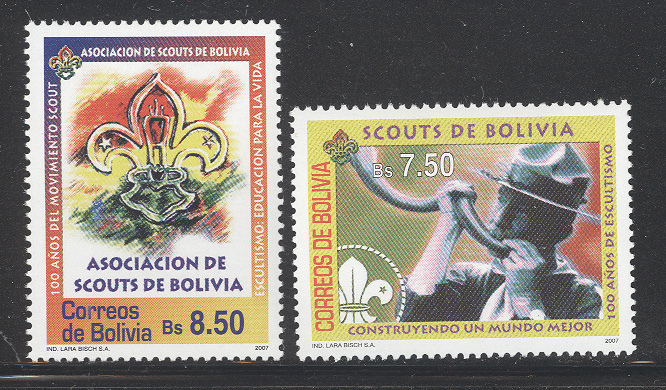 ASOCIACION DE SCOUTS DE BOLIVIA
100 AÑOS DEL MOVIMIENTO SCOUT
ESCULTISMO: EDUCACION PARA LA VIDA
ASOCIACION DE
SCOUTS DE BOLIVIA
Correos
de Bolivia
Bs 8.50
IND. LARA BISCH S.A.
2007
SCOUTS DE BOLIVIA
Bs 7.50
CORREOS DE BOLIVIA
100 AÑOS DE ESCULTISMO
CONSTRUYENDO UN MUNDO MEJOR
IND. LARA BISCH S.A.
2007